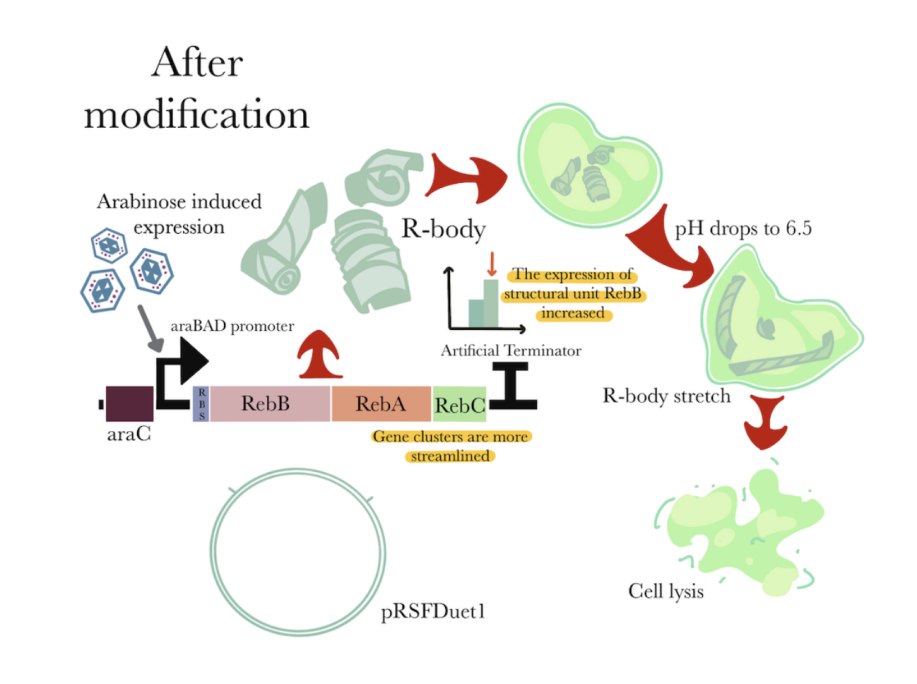 After
modification
Arabinose induced
expression
R-body
pH drops to 6.5
The expression of
structural unit RebB
increased
araBAD promoter
Artificial Terminator
RBS
RebB
RebA
RebC
R-body stretch
araC
Gene clusters are more
streamlined
Cell lysis
pRSFDuet1